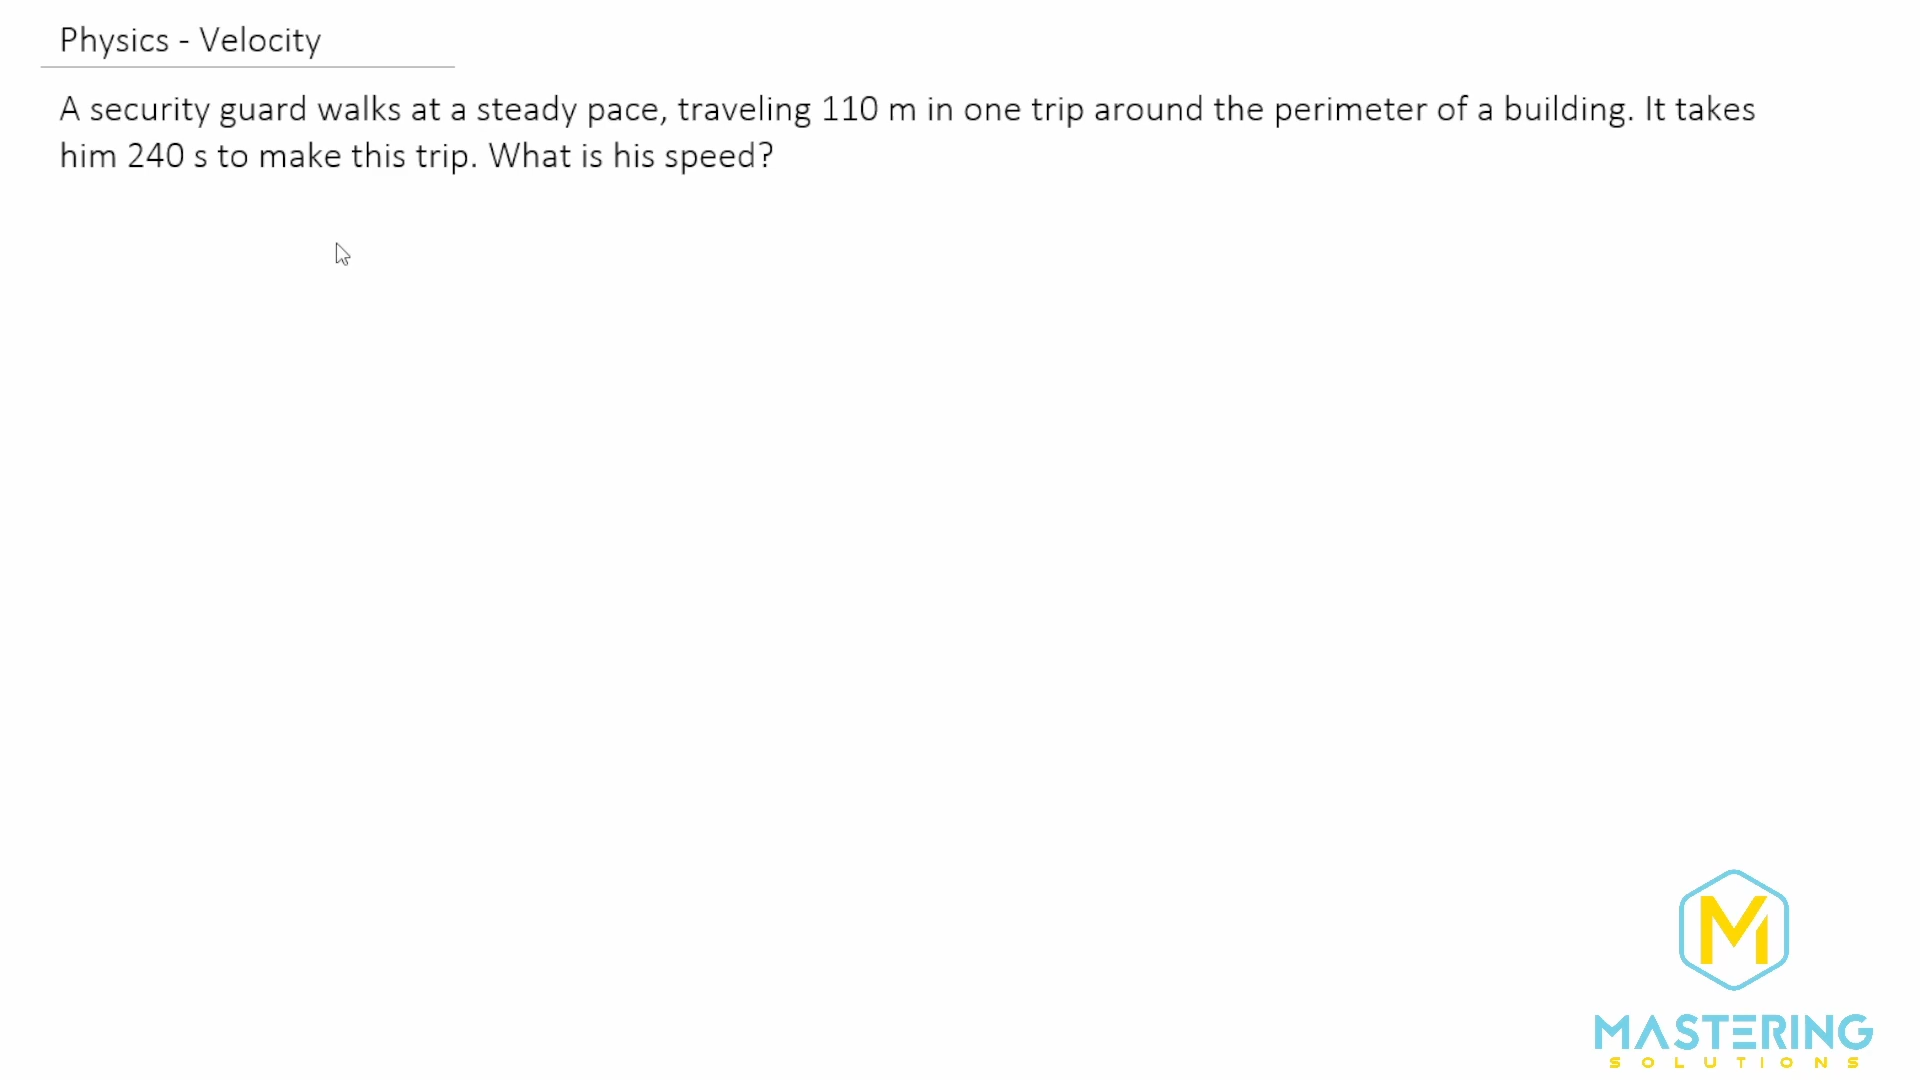 Physics - Velocity
A security guard walks at a steady pace, traveling 110 m in one trip around the perimeter of a building. It takes
him 240 s to make this trip. What is his speed?
M
MASTERING
SOLUTIONS